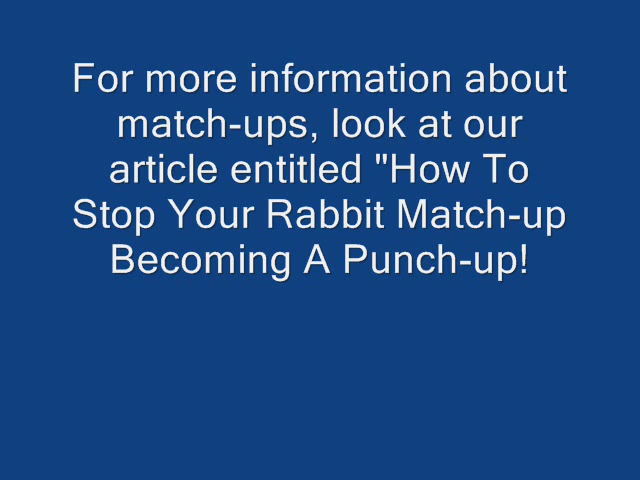 For more information about
match-ups, look at our
article entitled "How To
Stop Your Rabbit Match-up
Becoming A Punch-up!